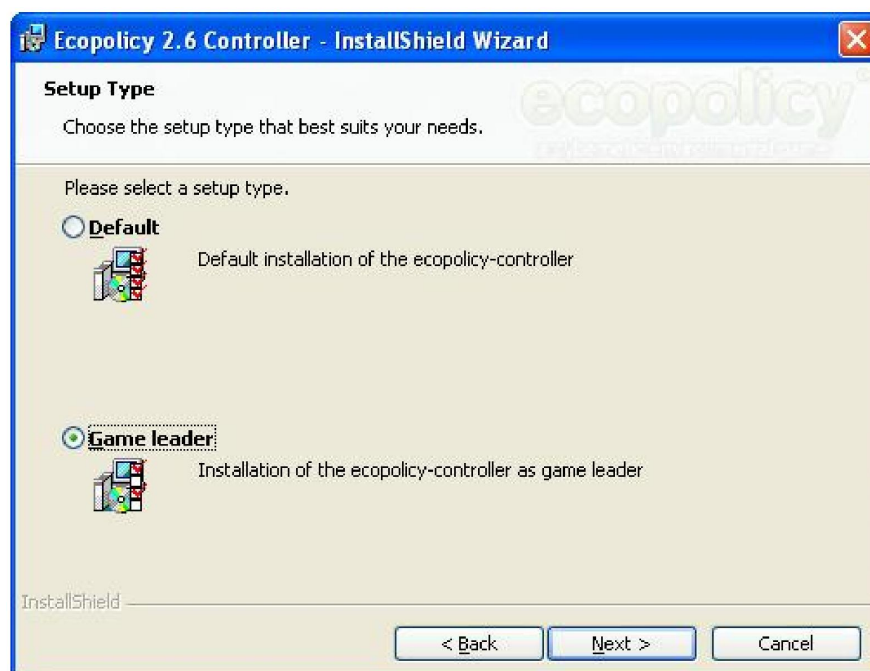 Ecopolicy 2.6 Controller - InstallShield Wizard
Setup Type
ecopolicy®
Choose the setup type that best suits your needs.
Please select a setup type.
Default
Default installation of the ecopolicy-controller
Game leader
Installation of the ecopolicy-controller as game leader
InstallShield
< Back
Next >
Cancel